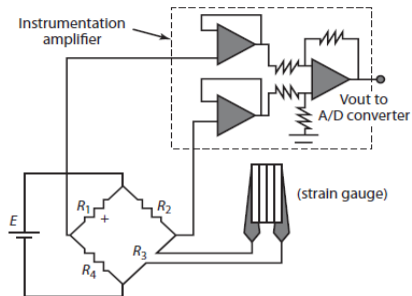 Instrumentation
amplifier
Vout to
A/D converter
(strain gauge)
E
R1
+
R2
R3
R4